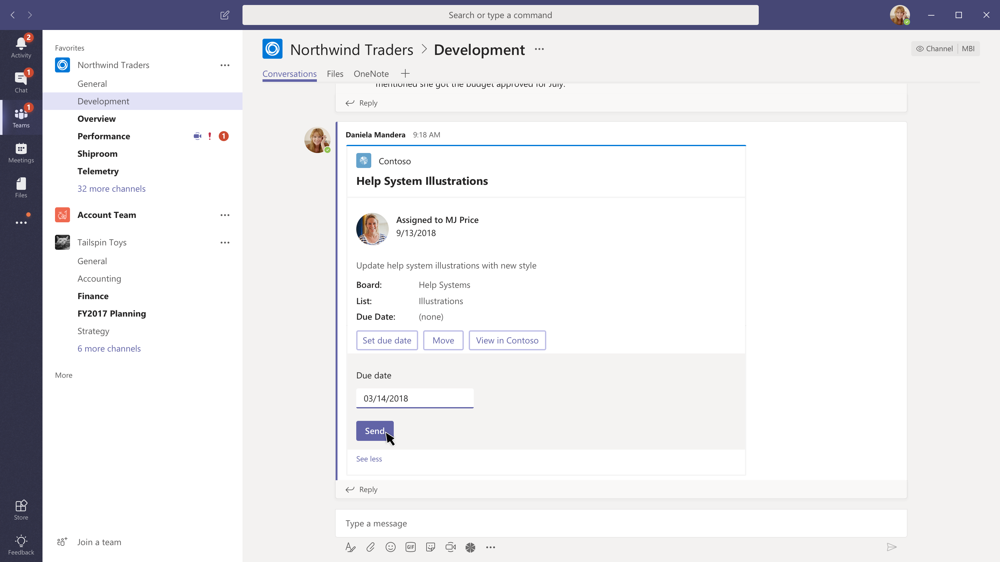 Search or type a command
2
Activity
1
Chat
1
Teams
Meetings
Files
Store
Feedback
Favorites
Northwind Traders
General
Development
Overview
Performance 1
Shiproom
Telemetry
32 more channels
Account Team
Tailspin Toys
General
Accounting
Finance
FY2017 Planning
Strategy
6 more channels
More
Join a team
Northwind Traders > Development
Channel MBI
Conversations Files OneNote
mentioned she got the budget approved for July.
Reply
Daniela Mandera 9:18 AM
Contoso
Help System Illustrations
Assigned to MJ Price
9/13/2018
Update help system illustrations with new style
Board: Help Systems
List: Illustrations
Due Date: (none)
Set due date Move View in Contoso
Due date
03/14/2018
Send
See less
Reply
Type a message
GIF